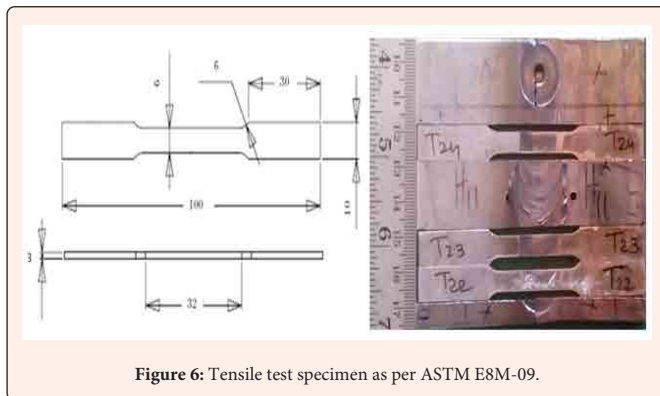 6
6
30
10
100
3
32
4
5
6
7
T24
T24
H11
H11
T23
T23
T22
T22
Figure 6: Tensile test specimen as per ASTM E8M-09.